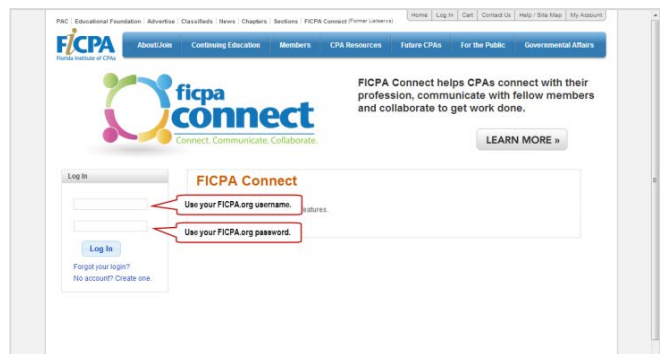 PAC | Educational Foundation | Advertise | Classifieds | News | Chapters | Sections | FICPA Connect (Former Listservs)
Home | Log In | Cart | Contact Us | Help / Site Map | My Account
FICPA
Florida Institute of CPAs
About/Join Continuing Education Members CPA Resources Future CPAs For the Public Governmental Affairs
ficpa
connect
Connect. Communicate. Collaborate.
FICPA Connect helps CPAs connect with their
profession, communicate with fellow members
and collaborate to get work done.
LEARN MORE »
Log In
FICPA Connect
Use your FICPA.org username.
eatures.
Use your FICPA.org password.
Log In
Forgot your login?
No account? Create one.